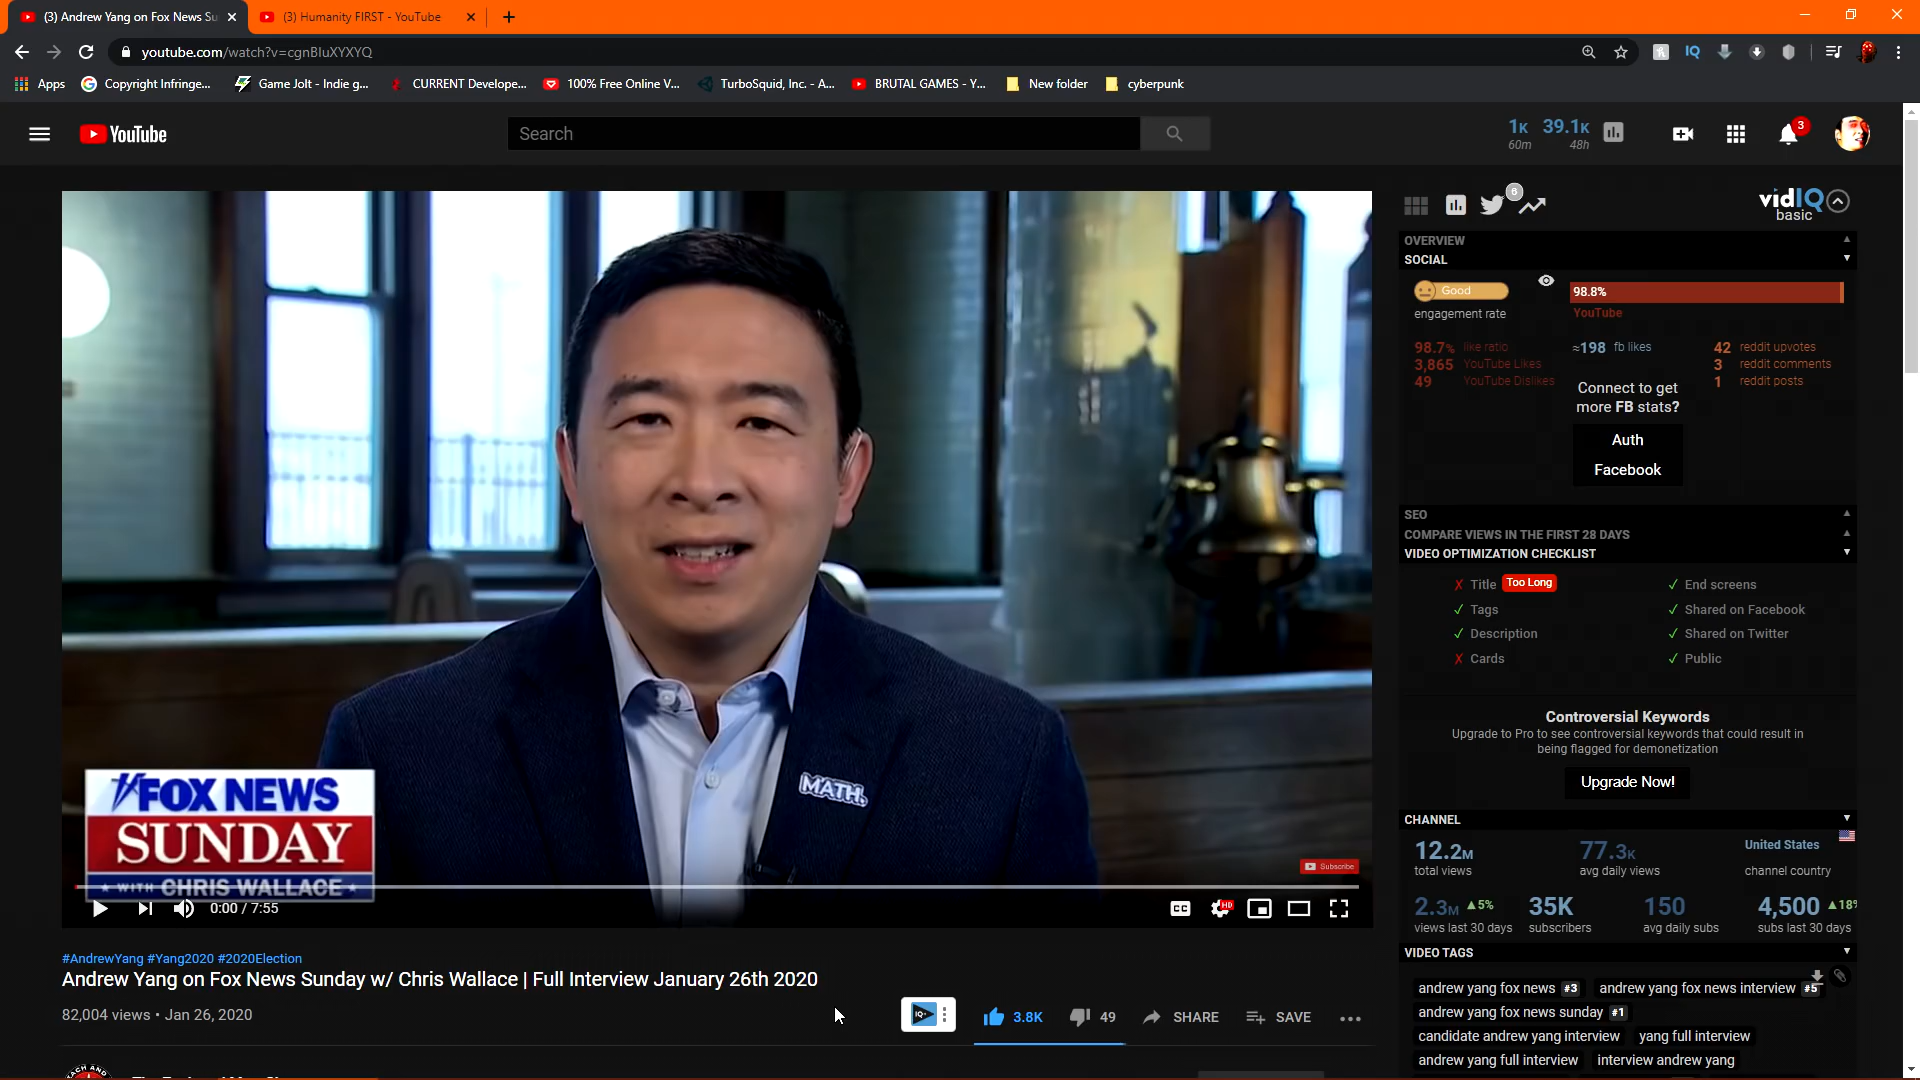 (3) Andrew Yang on Fox News Su
(3) Humanity FIRST - YouTube
youtube.com/watch?v=cgnBIuXYXYQ
Apps
Copyright Infringe...
Game Jolt - Indie g...
CURRENT Develope...
100% Free Online V...
TurboSquid, Inc. - A...
BRUTAL GAMES - Y...
New folder
cyberpunk
YouTube
Search
1K 39.1K
60m 48h
3
6
vidIQ
basic
OVERVIEW
SOCIAL
Good
engagement rate
98.8%
YouTube
98.7% like ratio
3,865 YouTube Likes
49 YouTube Dislikes
≈198 fb likes
Connect to get
more FB stats?
Auth
Facebook
42 reddit upvotes
3 reddit comments
1 reddit posts
SEO
COMPARE VIEWS IN THE FIRST 28 DAYS
VIDEO OPTIMIZATION CHECKLIST
✗ Title Too Long
✓ End screens
✓ Tags
✓ Shared on Facebook
✓ Description
✓ Shared on Twitter
✗ Cards
✓ Public
Controversial Keywords
Upgrade to Pro to see controversial keywords that could result in
being flagged for demonetization
Upgrade Now!
CHANNEL
12.2M
total views
77.3K
avg daily views
United States
channel country
2.3M ▲5%
views last 30 days
35K
subscribers
150
avg daily subs
4,500 ▲18%
subs last 30 days
VIDEO TAGS
andrew yang fox news #3
andrew yang fox news interview #5
andrew yang fox news sunday #1
candidate andrew yang interview
yang full interview
andrew yang full interview
interview andrew yang
MATH.
FOX NEWS
SUNDAY
WITH CHRIS WALLACE
Subscribe
0:00 / 7:55
CC
HD
#AndrewYang #Yang2020 #2020Election
Andrew Yang on Fox News Sunday w/ Chris Wallace | Full Interview January 26th 2020
82,004 views • Jan 26, 2020
IQ+
3.8K
49
SHARE
SAVE